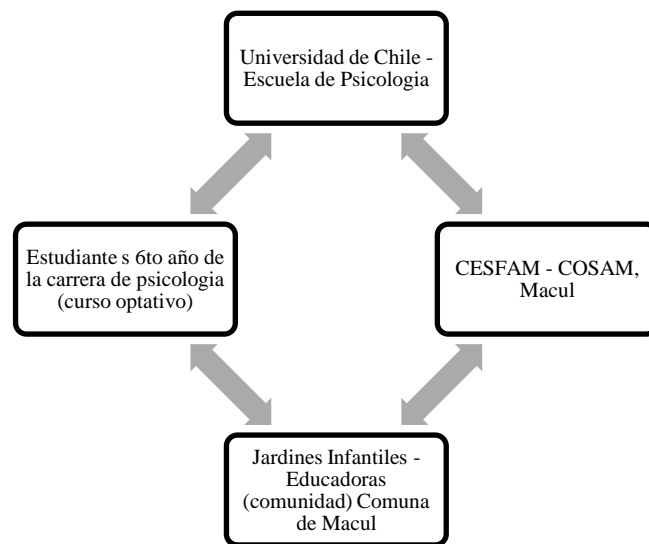 Universidad de Chile -
Escuela de Psicologia
Estudiante s 6to año de
la carrera de psicologia
(curso optativo)
CESFAM - COSAM,
Macul
Jardines Infantiles -
Educadoras
(comunidad) Comuna
de Macul